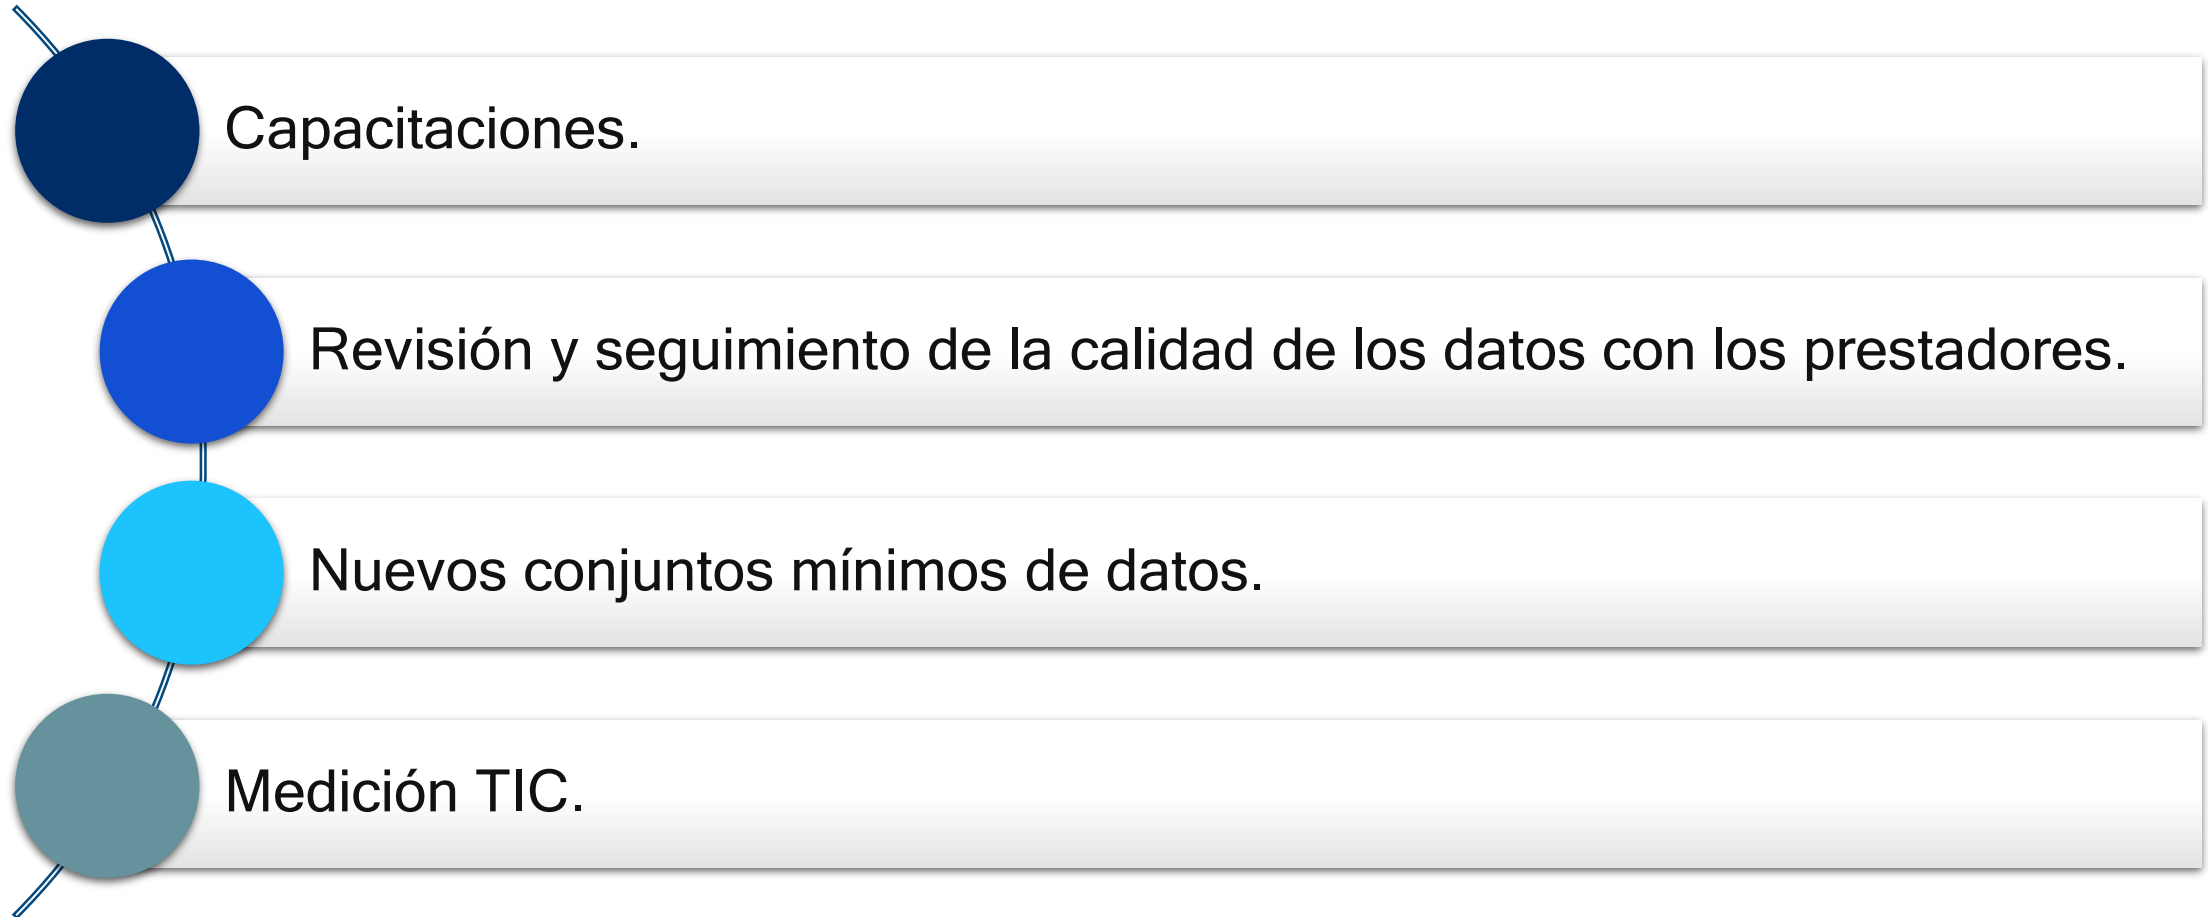 Capacitaciones.
Revisión y seguimiento de la calidad de los datos con los prestadores.
Nuevos conjuntos mínimos de datos.
Medición TIC.